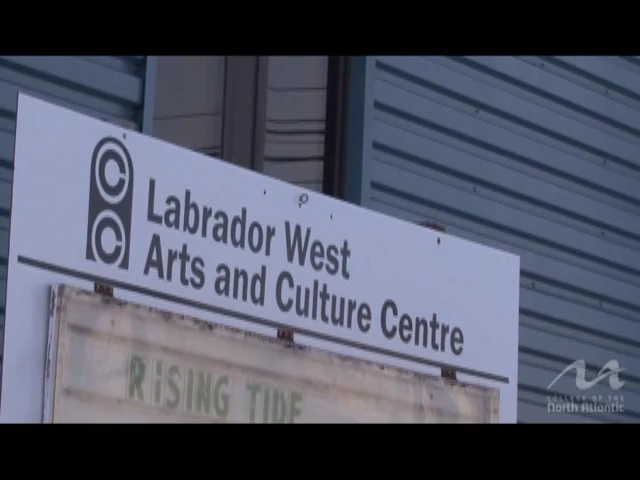 Labrador West
Arts and Culture Centre
RiSING TIDE
COLLEGE OF THE
North Atlantic